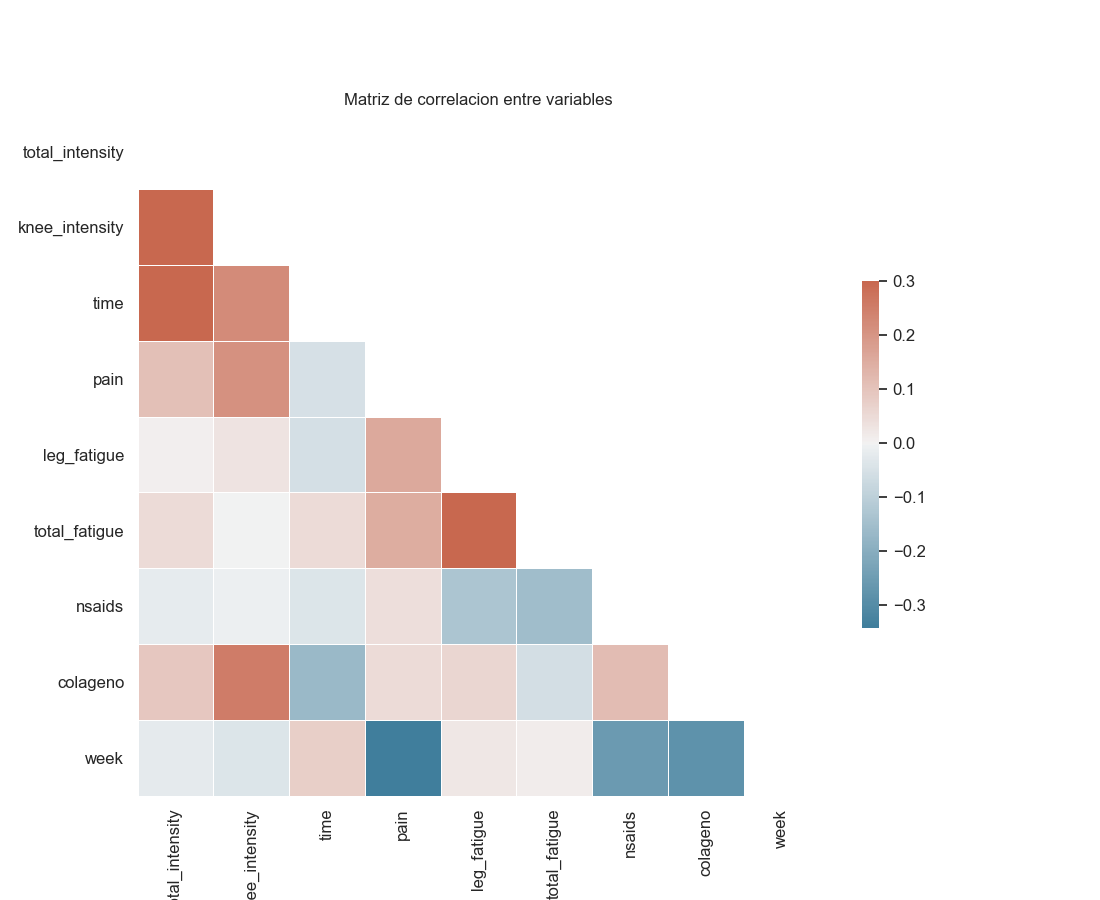 Matriz de correlacion entre variables
total_intensity
knee_intensity
time
pain
leg_fatigue
total_fatigue
nsaids
colageno
week
0.3
0.2
0.1
0.0
−0.1
−0.2
−0.3
otal_intensity
ee_intensity
time
pain
leg_fatigue
total_fatigue
nsaids
colageno
week